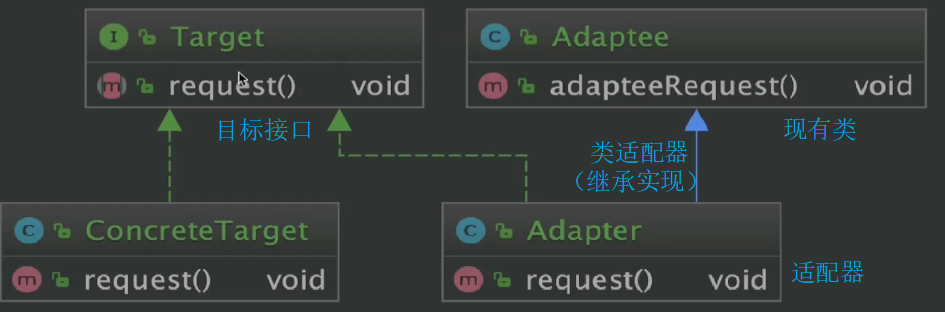 I Target
m request() void
C Adaptee
m adapteeRequest() void
目标接口
现有类
类适配器
（继承实现）
C ConcreteTarget
m request() void
C Adapter
m request() void
适配器